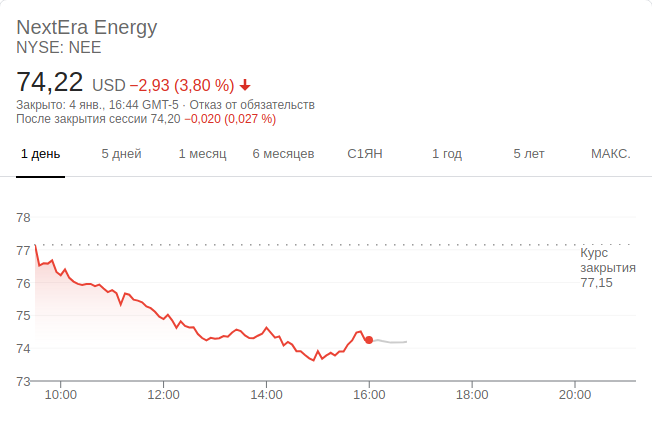 NextEra Energy
NYSE: NEE
74,22 USD −2,93 (3,80 %)
Закрыто: 4 янв., 16:44 GMT-5 · Отказ от обязательств
После закрытия сессии 74,20 −0,020 (0,027 %)
1 день 5 дней 1 месяц 6 месяцев С1ЯН 1 год 5 лет МАКС.
78
77
76
75
74
73
Курс
закрытия
77,15
10:00 12:00 14:00 16:00 18:00 20:00